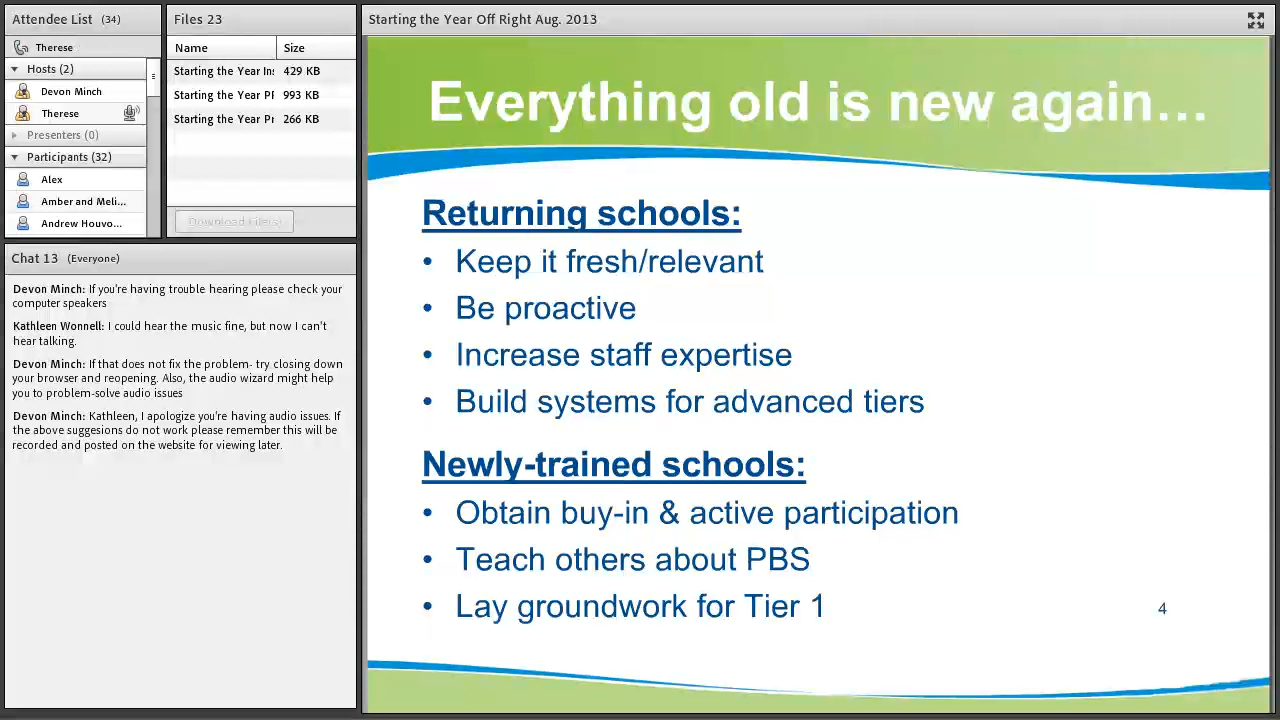 Attendee List (34)
Therese
Hosts (2)
Devon Minch
Therese
Presenters (0)
Participants (32)
Alex
Amber and Meli...
Andrew Houvo...
Files 23
Name Size
Starting the Year In 429 KB
Starting the Year 993 KB
Starting the Year 266 KB
Download File(s)
Chat 13 (Everyone)
Devon Minch: If you're having trouble hearing please check your
computer speakers
Kathleen Wonnell: I could hear the music fine, but now I can't
hear talking.
Devon Minch: If that does not fix the problem- try closing down
your browser and reopening. Also, the audio wizard might help
you to problem-solve audio issues
Devon Minch: Kathleen, I apologize you're having audio issues. If
the above suggesions do not work please remember this will be
recorded and posted on the website for viewing later.
Starting the Year Off Right Aug. 2013
Everything old is new again...
Returning schools:
• Keep it fresh/relevant
• Be proactive
• Increase staff expertise
• Build systems for advanced tiers
Newly-trained schools:
• Obtain buy-in & active participation
• Teach others about PBS
• Lay groundwork for Tier 1
4